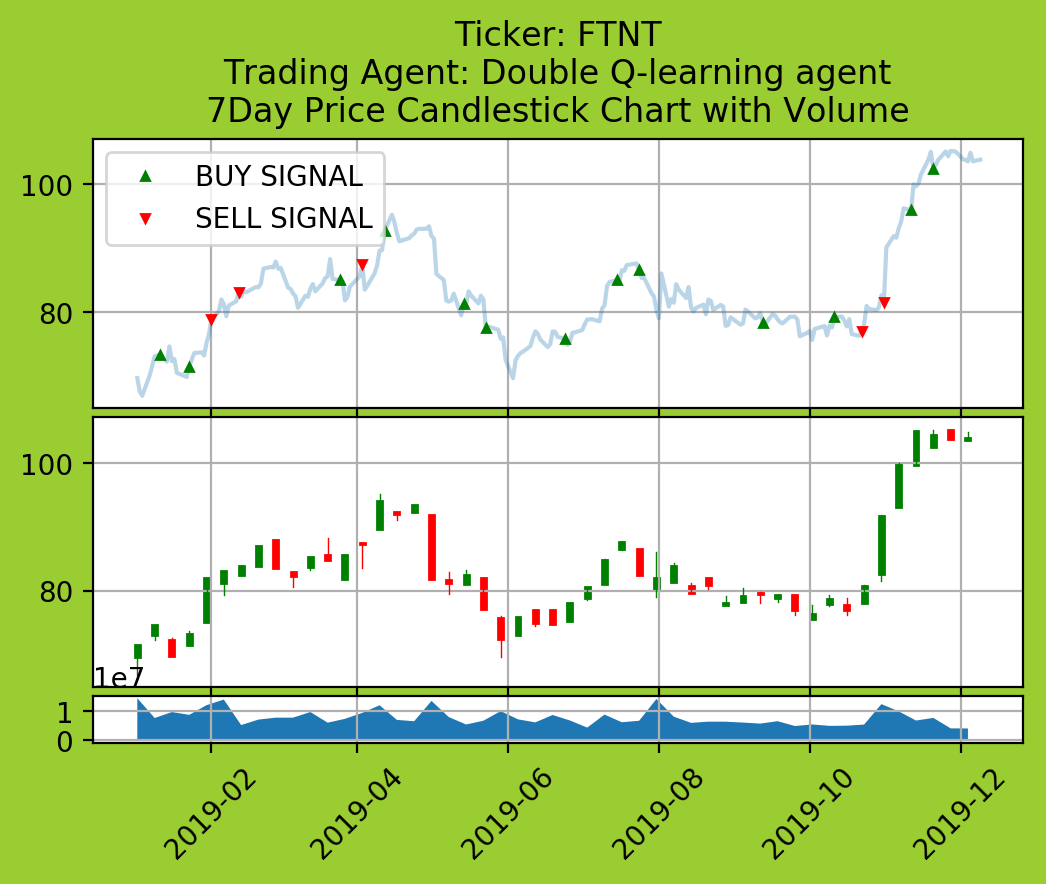 Ticker: FTNT
Trading Agent: Double Q-learning agent
7Day Price Candlestick Chart with Volume
BUY SIGNAL
SELL SIGNAL
100
80
100
80
1e7
1
0
2019-02
2019-04
2019-06
2019-08
2019-10
2019-12